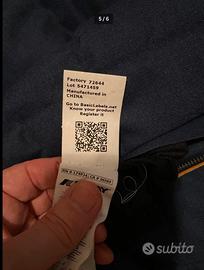 5/6
Factory 72644
Lot 5471459
Manufactured in
CHINA
Go to BasicLabels.net
Know your product
Register it
subito